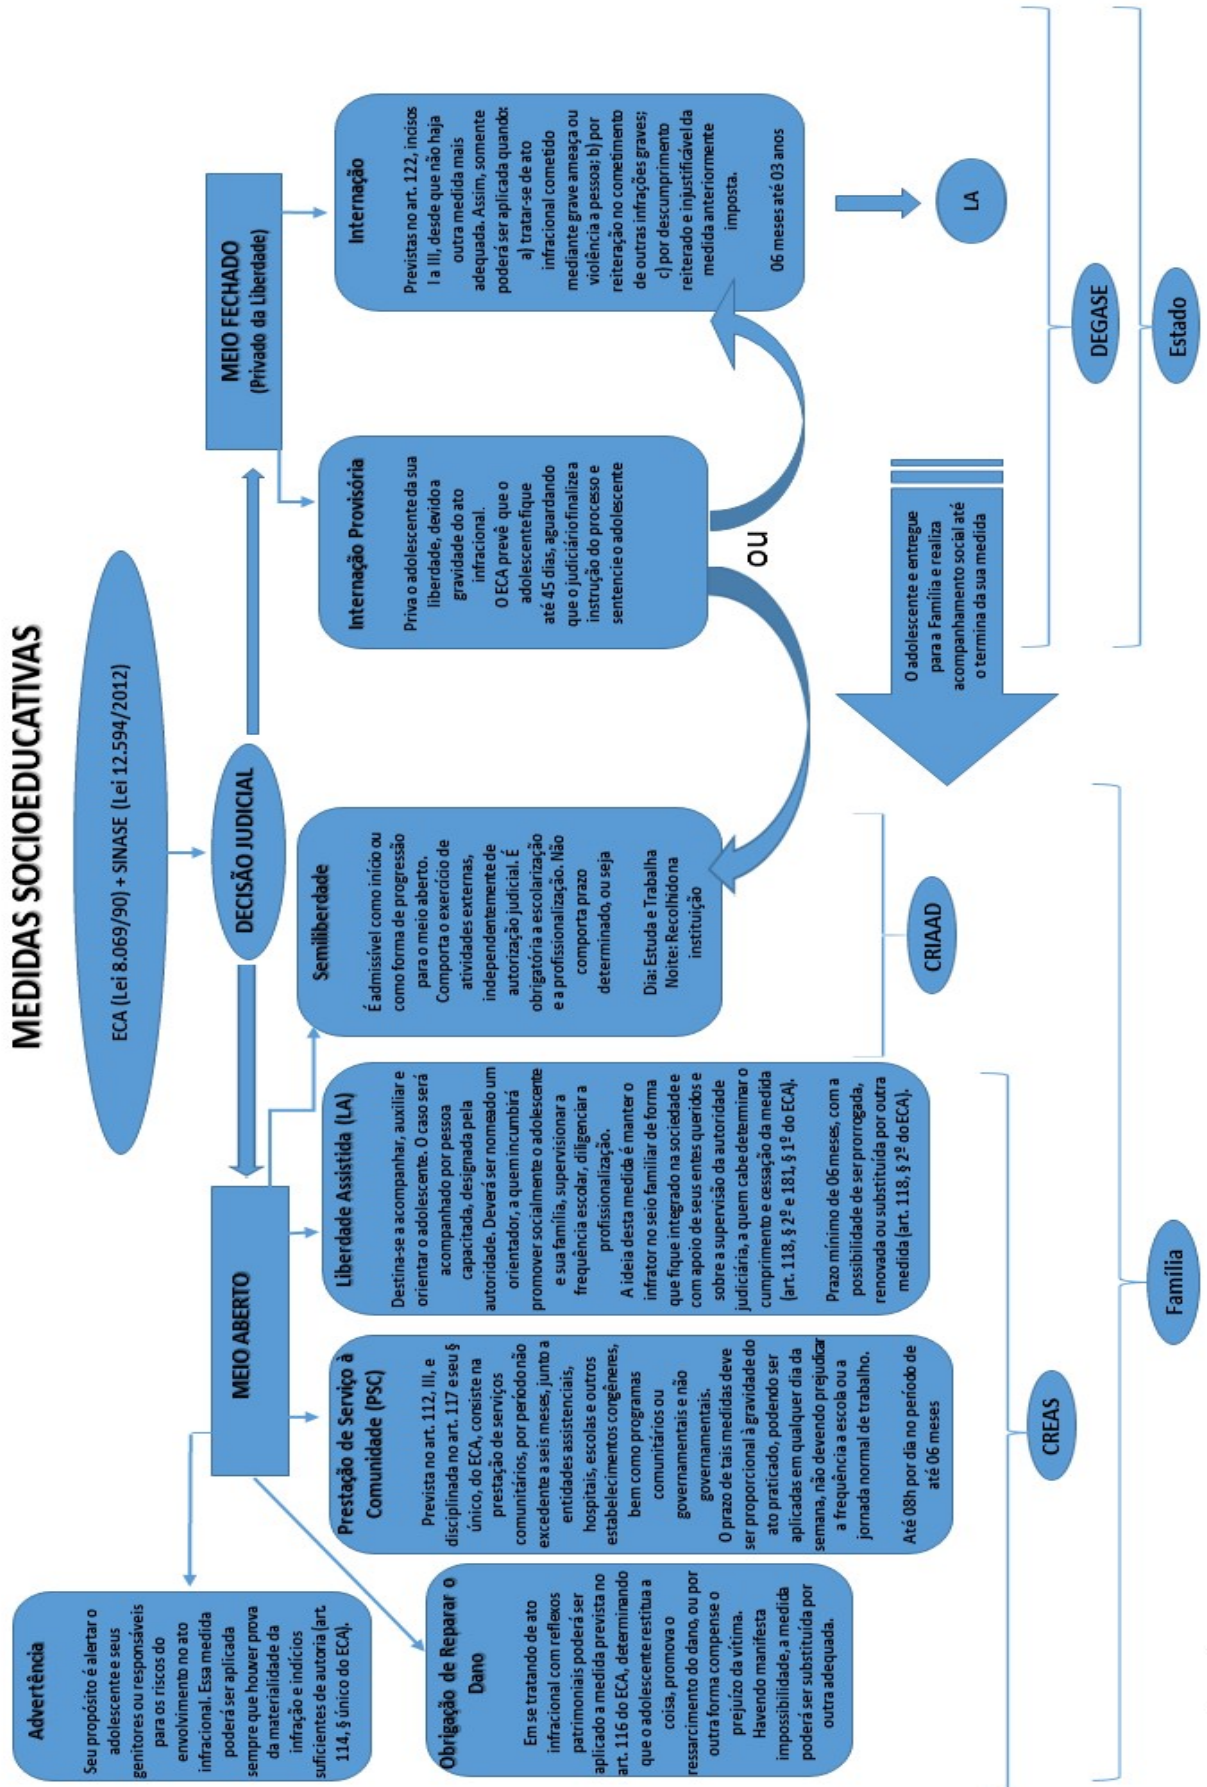 MEDIDAS SOCIOEDUCATIVAS
ECA (Lei 8.069/90) + SINASE (Lei 12.594/2012)
DECISÃO JUDICIAL
MEIO ABERTO
MEIO FECHADO
(Privado da Liberdade)
Advertência
Seu propósito é alertar o
adolescente e seus
genitores ou responsáveis
para os riscos do
envolvimento no ato
infracional. Essa medida
poderá ser aplicada
sempre que houver prova
da materialidade da
infração e indícios
suficientes de autoria (art.
114, § único do ECA).
Obrigação de Reparar o
Dano
Em se tratando de ato
infracional com reflexos
patrimoniais poderá ser
aplicado a medida prevista no
art. 116 do ECA, determinando
que o adolescente restitua a
coisa, promova o
ressarcimento do dano, ou por
outra forma compense o
prejuízo da vítima.
Havendo manifesta
impossibilidade, a medida
poderá ser substituída por
outra adequada.
Prestação de Serviço à
Comunidade (PSC)
Prevista no art. 112, III, e
disciplinada no art. 117 e seu §
único, do ECA, consiste na
prestação de serviços
comunitários, por período não
excedente a seis meses, junto a
entidades assistenciais,
hospitais, escolas e outros
estabelecimentos congêneres,
bem como programas
comunitários ou
governamentais e não
governamentais.
O prazo de tais medidas deve
ser proporcional à gravidade do
ato praticado, podendo ser
aplicadas em qualquer dia da
semana, não devendo prejudicar
a frequência a escola ou a
jornada normal de trabalho.
Até 08h por dia no período de
até 06 meses
Liberdade Assistida (LA)
Destina-se a acompanhar, auxiliar e
orientar o adolescente. O caso será
acompanhado por pessoa
capacitada, designada pela
autoridade. Deverá ser nomeado um
orientador, a quem incumbirá
promover socialmente o adolescente
e sua família, supervisionar a
frequência escolar, diligenciar a
profissionalização.
A ideia desta medida é manter o
infrator no seio familiar de forma
que fique integrado na sociedade e
com apoio de seus entes queridos e
sobre a supervisão da autoridade
judiciária, a quem cabe determinar o
cumprimento e cessação da medida
(art. 118, § 2º e 181, § 1º do ECA).
Prazo mínimo de 06 meses, com a
possibilidade de ser prorrogada,
renovada ou substituída por outra
medida (art. 118, § 2º do ECA).
Semiliberdade
É admissível como início ou
como forma de progressão
para o meio aberto.
Comporta o exercício de
atividades externas,
independentemente de
autorização judicial. É
obrigatória a escolarização
e a profissionalização. Não
comporta prazo
determinado, ou seja
Dia: Estuda e Trabalha
Noite: Recolhido na
instituição
Internação Provisória
Priva o adolescente da sua
liberdade, devido a
gravidade do ato
infracional.
O ECA prevê que o
adolescente fique
até 45 dias, aguardando
que o judiciário finalize a
instrução do processo e
sentencie o adolescente
Internação
Previstas no art. 122, incisos
I a III, desde que não haja
outra medida mais
adequada. Assim, somente
poderá ser aplicada quando:
a) tratar-se de ato
infracional cometido
mediante grave ameaça ou
violência a pessoa; b) por
reiteração no cometimento
de outras infrações graves;
c) por descumprimento
reiterado e injustificável da
medida anteriormente
imposta.
06 meses até 03 anos
ou
LA
O adolescente e entregue
para a Família e realiza
acompanhamento social até
o termina da sua medida
CRIAAD
CREAS
Família
DEGASE
Estado